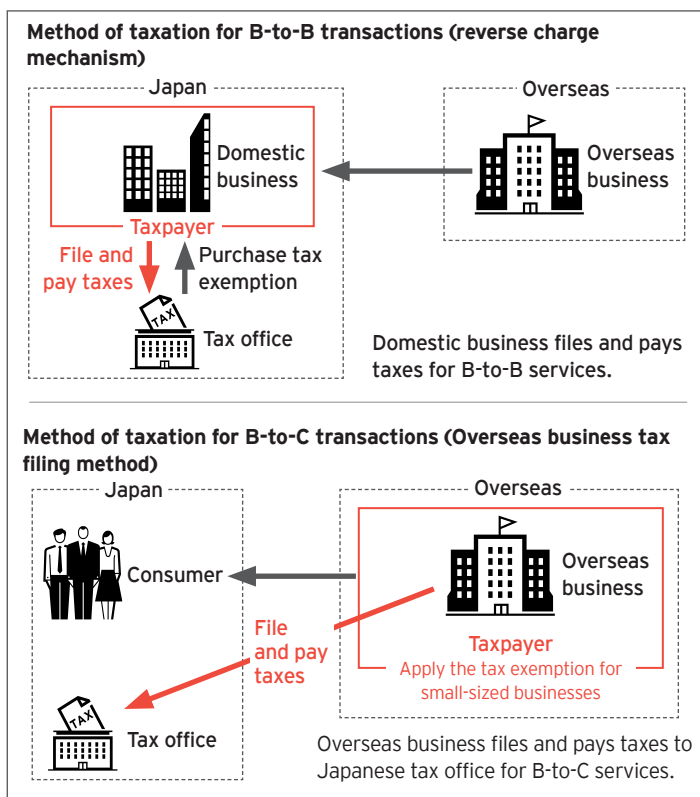 Method of taxation for B-to-B transactions (reverse charge
mechanism)
Japan
Overseas
Domestic
business
Overseas
business
Taxpayer
File and
pay taxes
Purchase tax
exemption
TAX
Tax office
Domestic business files and pays
taxes for B-to-B services.
Method of taxation for B-to-C transactions (Overseas business tax
filing method)
Japan
Overseas
Consumer
Overseas
business
File
and pay
taxes
Taxpayer
Apply the tax exemption for
small-sized businesses
TAX
Tax office
Overseas business files and pays taxes to
Japanese tax office for B-to-C services.